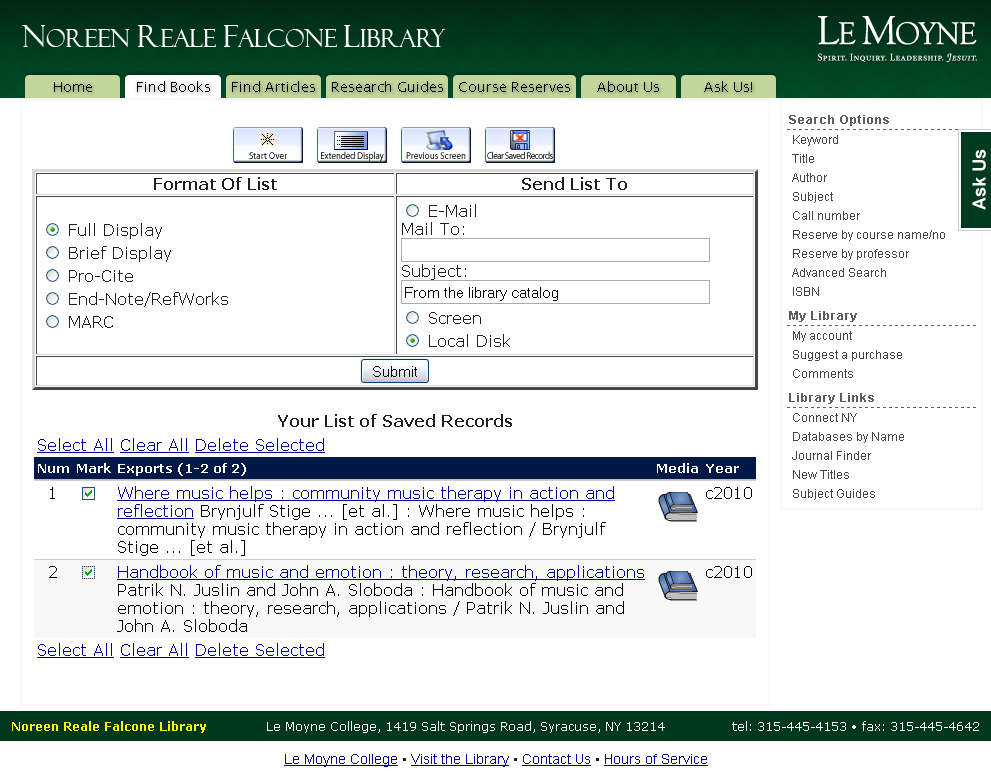 NOREEN REALE FALCONE LIBRARY
LE MOYNE
SPIRIT. INQUIRY. LEADERSHIP. JESUIT.
Home Find Books Find Articles Research Guides Course Reserves About Us Ask Us!
Start Over Extended Display Previous Screen Clear Saved Records
Format Of List Send List To
Full Display
Brief Display
Pro-Cite
End-Note/RefWorks
MARC
E-Mail
Mail To:
Subject:
From the library catalog
Screen
Local Disk
Submit
Your List of Saved Records
Select All Clear All Delete Selected
Num Mark Exports (1-2 of 2) Media Year
1 Where music helps : community music therapy in action and c2010
reflection Brynjulf Stige ... [et al.] : Where music helps :
community music therapy in action and reflection / Brynjulf
Stige ... [et al.]
2 Handbook of music and emotion : theory, research, applications c2010
Patrik N. Juslin and John A. Sloboda : Handbook of music and
emotion : theory, research, applications / Patrik N. Juslin and
John A. Sloboda
Select All Clear All Delete Selected
Search Options
Keyword
Title
Author
Subject
Call number
Reserve by course name/no
Reserve by professor
Advanced Search
ISBN
My Library
My account
Suggest a purchase
Comments
Library Links
Connect NY
Databases by Name
Journal Finder
New Titles
Subject Guides
Ask Us
Noreen Reale Falcone Library Le Moyne College, 1419 Salt Springs Road, Syracuse, NY 13214 tel: 315-445-4153 • fax: 315-445-4642
Le Moyne College • Visit the Library • Contact Us • Hours of Service